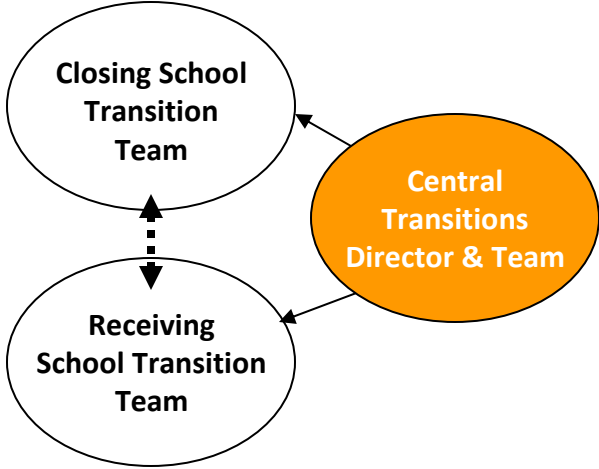 Closing School
Transition
Team
Central
Transitions
Director & Team
Receiving
School Transition
Team